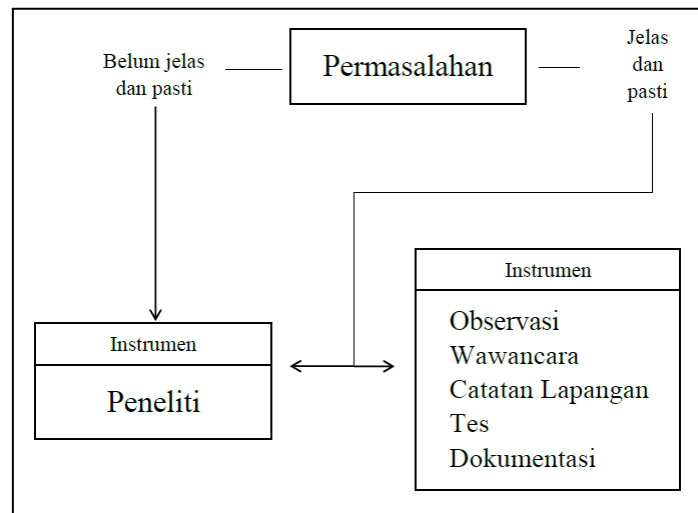 Permasalahan
Belum jelas
dan pasti
Jelas
dan
pasti
Instrumen
Peneliti
Instrumen
Observasi
Wawancara
Catatan Lapangan
Tes
Dokumentasi